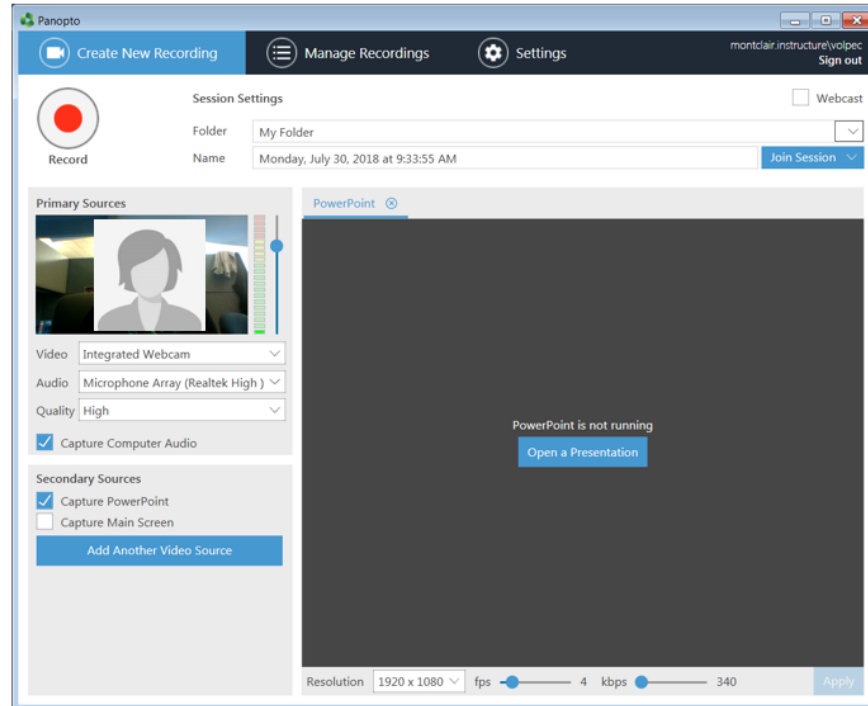 Panopto
Create New Recording
Manage Recordings
Settings
montclair.instructure\volpec
Sign out
Record
Session Settings
Webcast
Folder
My Folder
Name
Monday, July 30, 2018 at 9:33:55 AM
Join Session
Primary Sources
Video
Integrated Webcam
Audio
Microphone Array (Realtek High )
Quality
High
Capture Computer Audio
Secondary Sources
Capture PowerPoint
Capture Main Screen
Add Another Video Source
PowerPoint
PowerPoint is not running
Open a Presentation
Resolution
1920 x 1080
fps
4
kbps
340
Apply